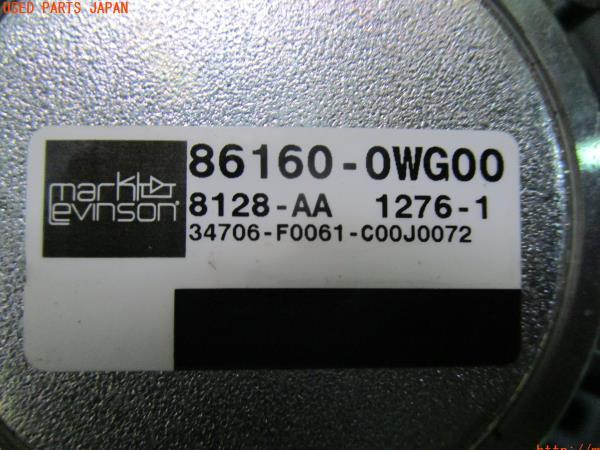 USED PARTS JAPAN
mark
levinson
86160-0WG00
8128-AA 1276-1
34706-F0061-C00J0072